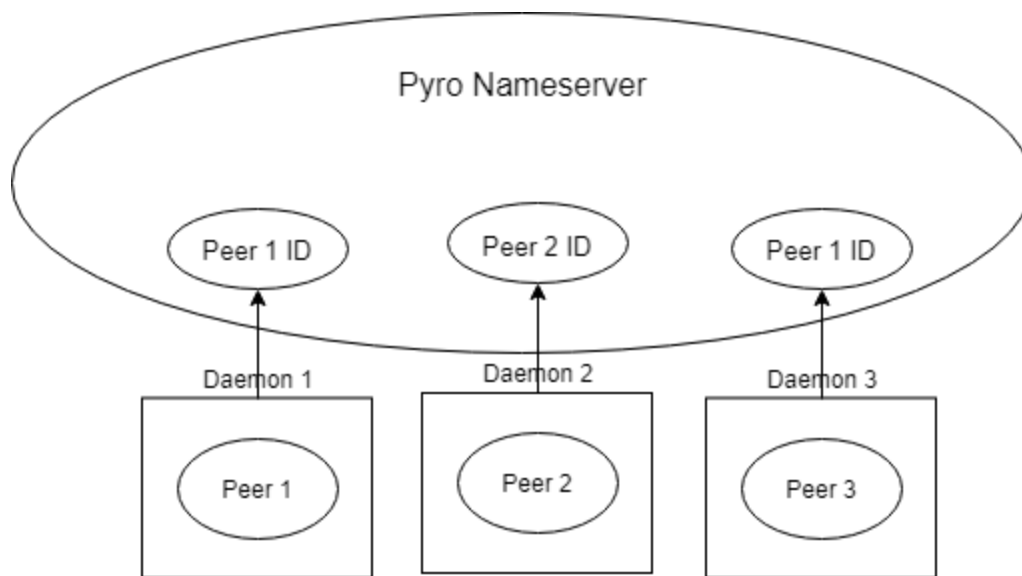 Pyro Nameserver
Peer 1 ID
Peer 2 ID
Peer 1 ID
Daemon 1
Daemon 2
Daemon 3
Peer 1
Peer 2
Peer 3